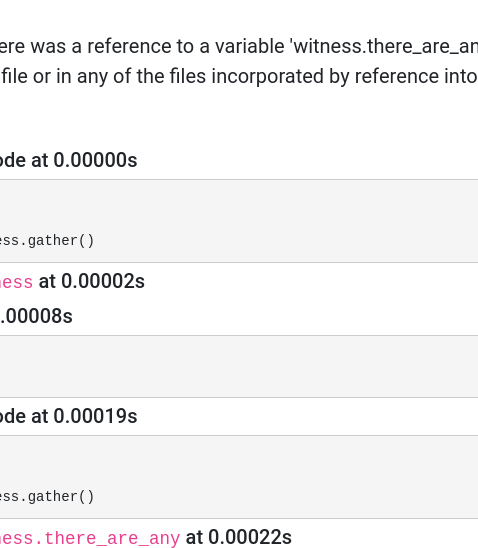 ere was a reference to a variable 'witness.there_are_an
file or in any of the files incorporated by reference into
ode at 0.00000s
ess.gather()
ness at 0.00002s
.00008s
ode at 0.00019s
ess.gather()
ness.there_are_any at 0.00022s